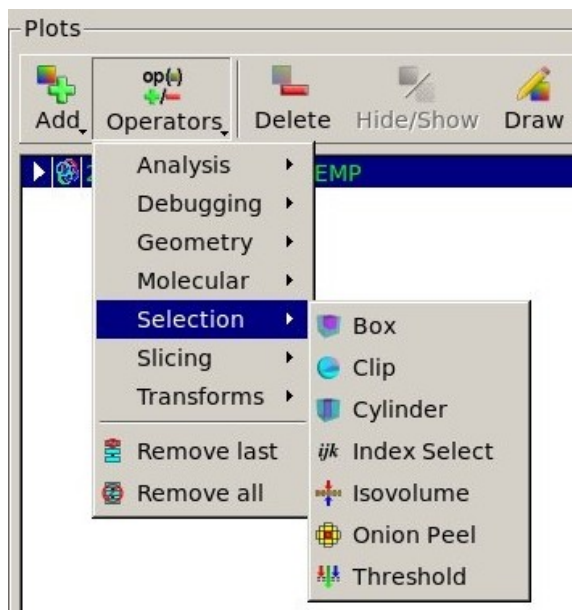 Plots
op(▪)
+/−
Add Operators Delete Hide/Show Draw
EMP
Analysis
Debugging
Geometry
Molecular
Selection
Slicing
Transforms
Remove last
Remove all
Box
Clip
Cylinder
ijk Index Select
Isovolume
Onion Peel
Threshold